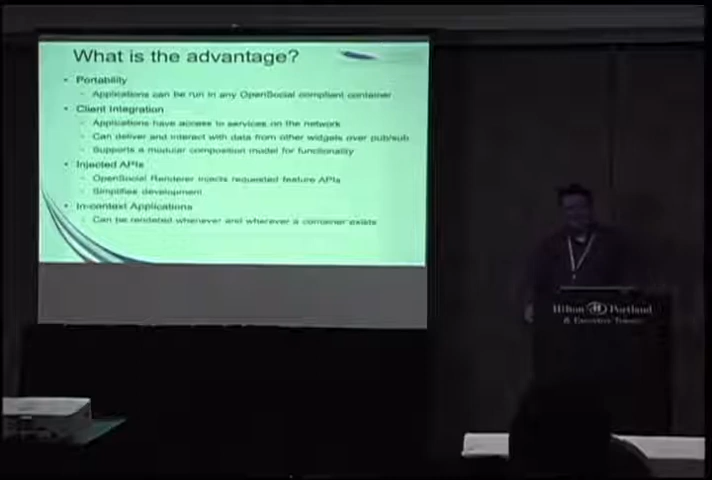 What is the advantage?
• Portability
– Applications can be run in any OpenSocial compliant container
• Client Integration
– Applications have access to services on the network
– Can deliver and interact with data from other widgets over pub/sub
– Supports a modular composition model for functionality
• Injected APIs
– OpenSocial Renderer injects requested feature APIs
– Simplifies development
• In-context Applications
– Can be rendered whenever and wherever a container exists
Hilton Portland
& Executive Tower